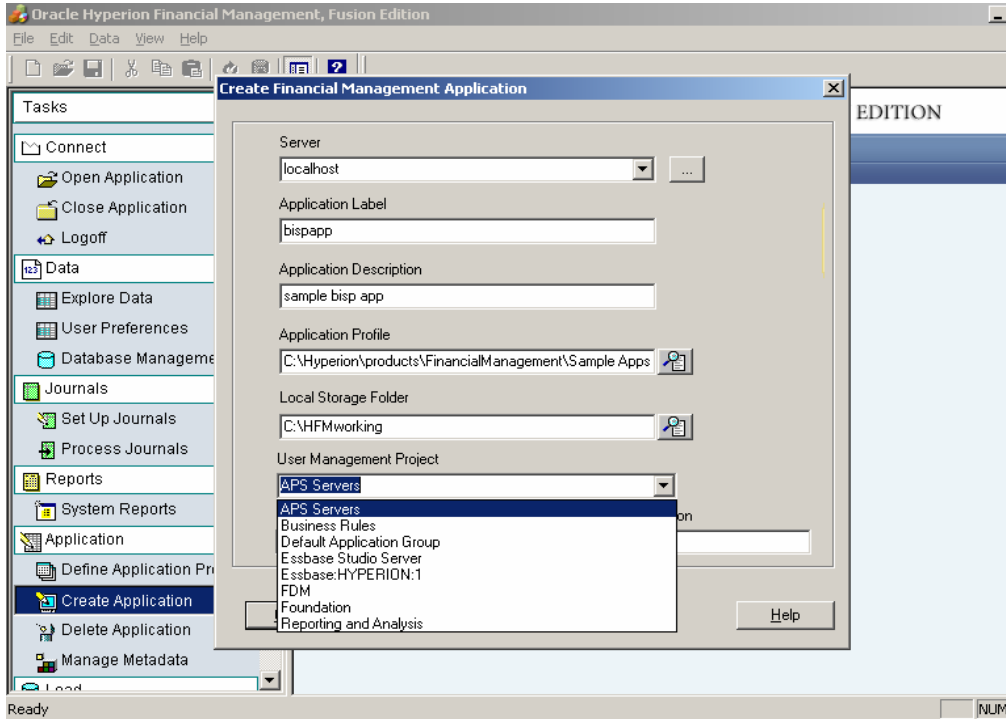 Oracle Hyperion Financial Management, Fusion Edition
File Edit Data View Help
Create Financial Management Application
Tasks
EDITION
Connect
Open Application
Close Application
Logoff
Data
Explore Data
User Preferences
Database Manageme
Journals
Set Up Journals
Process Journals
Reports
System Reports
Application
Define Application Pr
Create Application
Delete Application
Manage Metadata
Load
Server
localhost
...
Application Label
bispapp
Application Description
sample bisp app
Application Profile
C:\Hyperion\products\FinancialManagement\Sample Apps
Local Storage Folder
C:\HFMworking
User Management Project
APS Servers
APS Servers
Business Rules
Default Application Group
Essbase Studio Server
Essbase:HYPERION:1
FDM
Foundation
Reporting and Analysis
on
Help
Ready
NUM